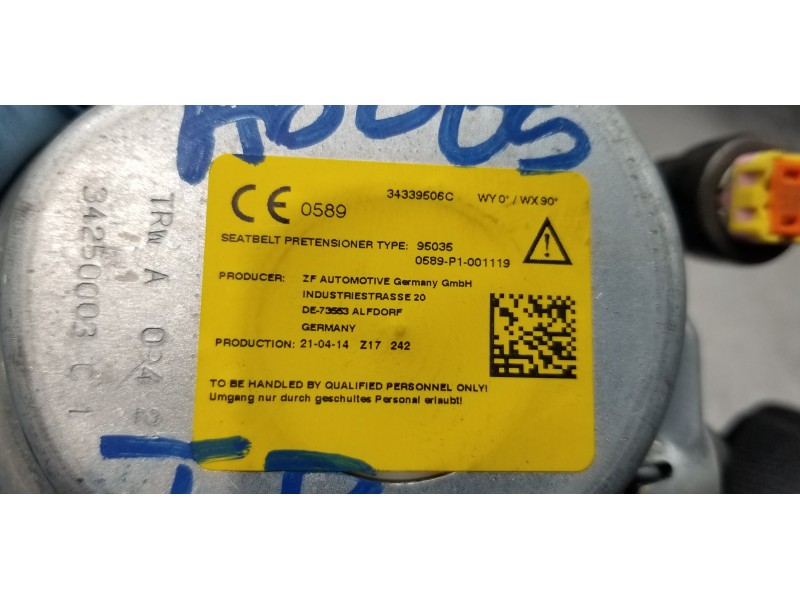 34339506C WY 0° / WX 90°
CE 0589
SEATBELT PRETENSIONER TYPE: 95035
0589-P1-001119
PRODUCER: ZF AUTOMOTIVE Germany GmbH
INDUSTRIESTRASSE 20
DE-73553 ALFDORF
GERMANY
PRODUCTION: 21-04-14 Z17 242
TO BE HANDLED BY QUALIFIED PERSONNEL ONLY!
Umgang nur durch geschultes Personal erlaubt!
TRW A
34250003 C 1